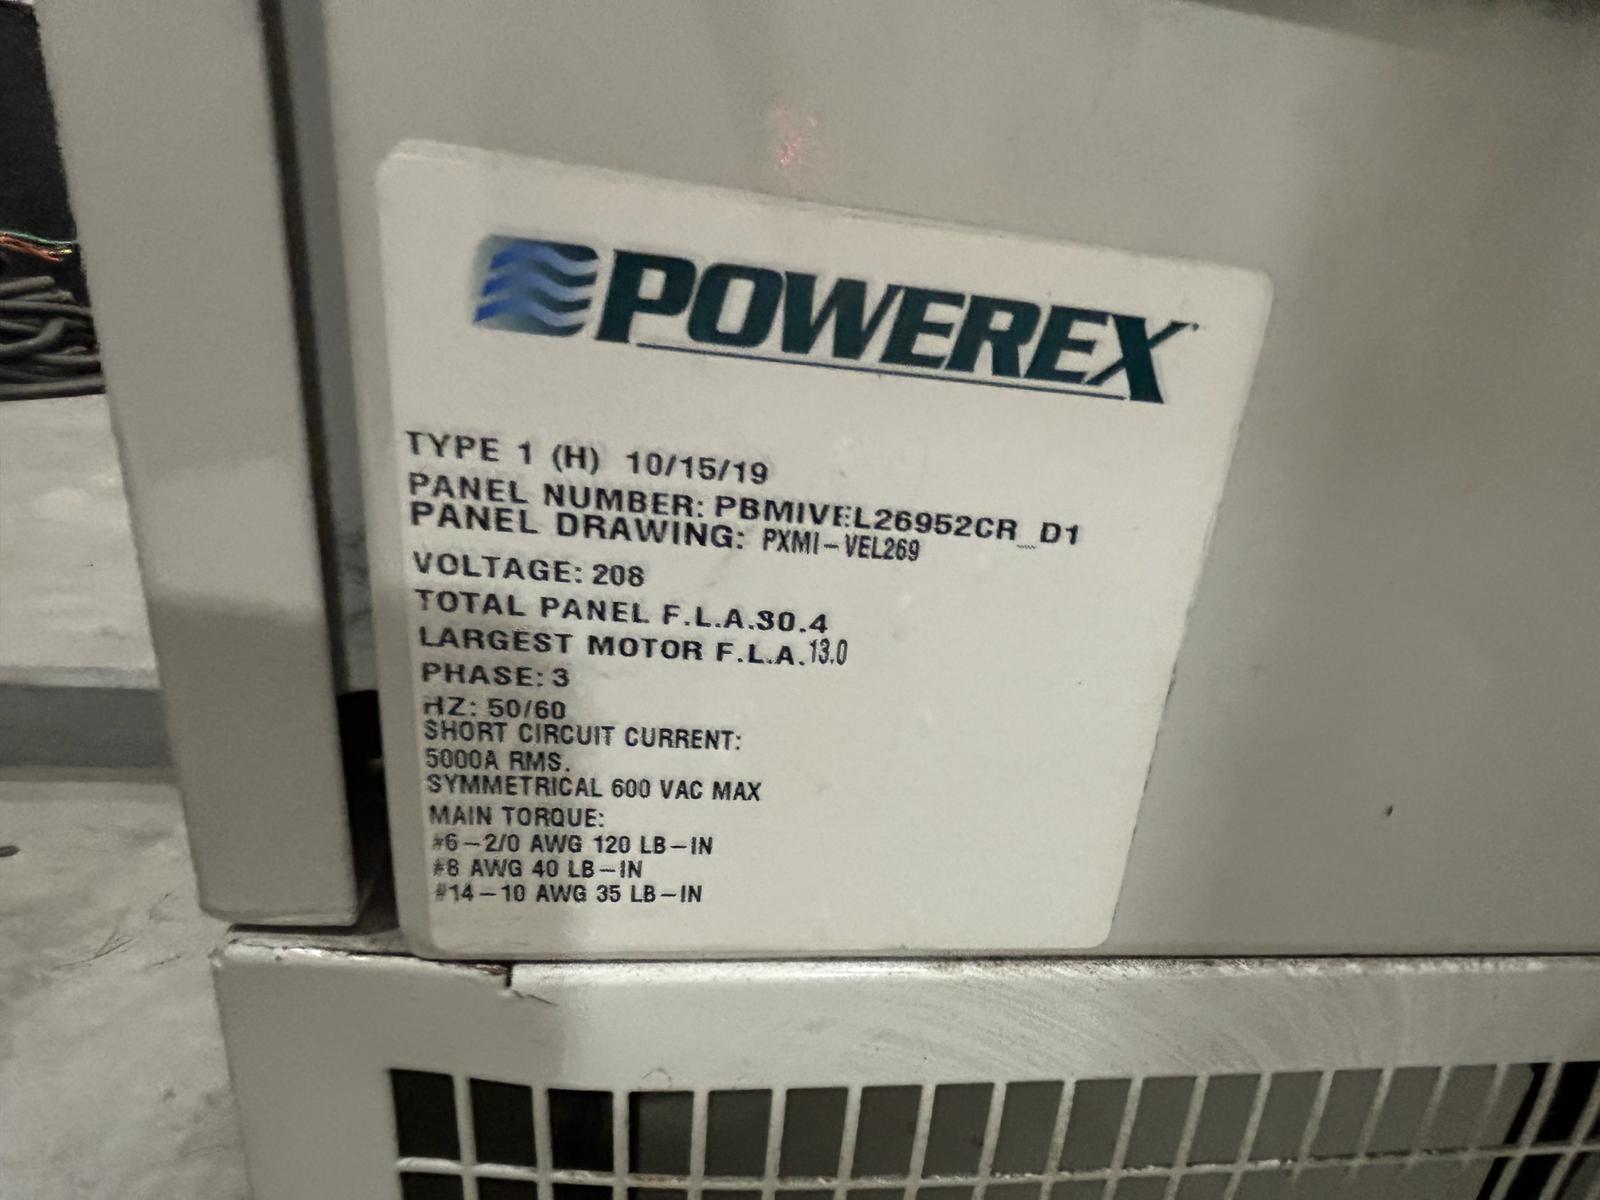 POWEREX
TYPE 1 (H) 10/15/19
PANEL NUMBER: PBMIVEL26952CR_D1
PANEL DRAWING: PXMI-VEL269
VOLTAGE: 208
TOTAL PANEL F.L.A.30.4
LARGEST MOTOR F.L.A.13.0
PHASE: 3
HZ: 50/60
SHORT CIRCUIT CURRENT:
5000A RMS.
SYMMETRICAL 600 VAC MAX
MAIN TORQUE:
#6-2/0 AWG 120 LB-IN
#8 AWG 40 LB-IN
#14-10 AWG 35 LB-IN